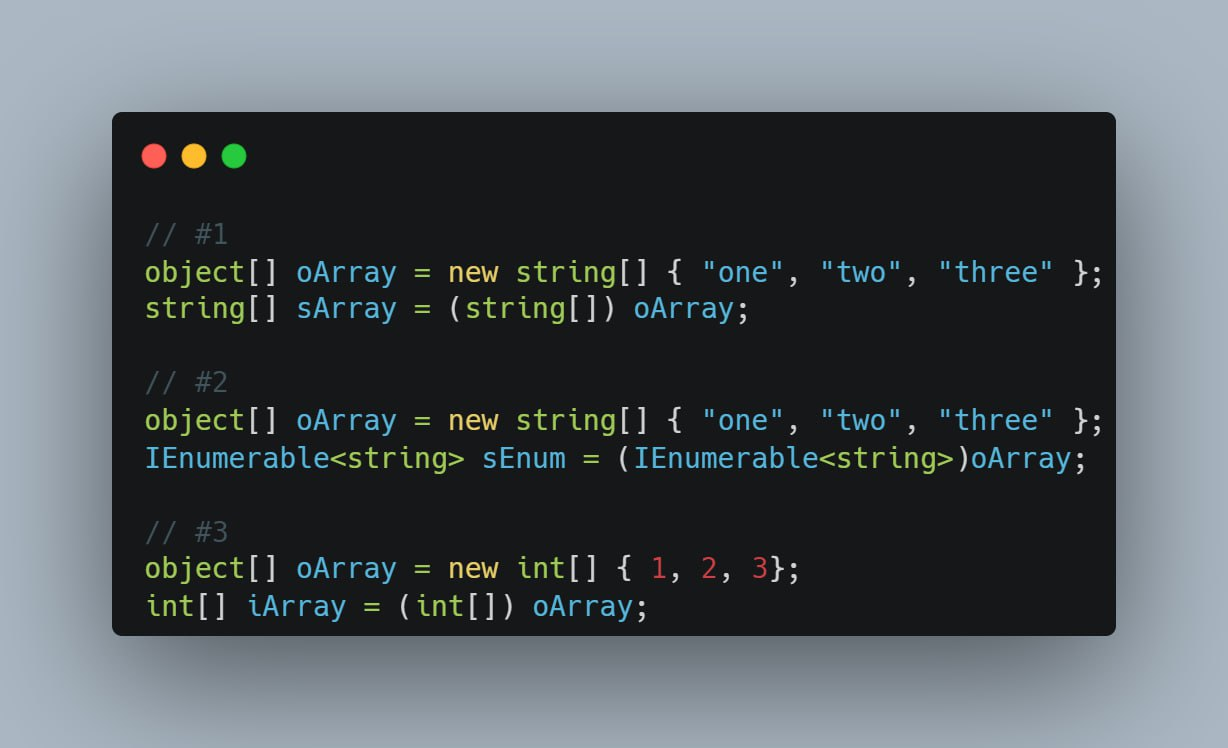 // #1
object[] oArray = new string[] { "one", "two", "three" };
string[] sArray = (string[]) oArray;
// #2
object[] oArray = new string[] { "one", "two", "three" };
IEnumerable<string> sEnum = (IEnumerable<string>)oArray;
// #3
object[] oArray = new int[] { 1, 2, 3};
int[] iArray = (int[]) oArray;